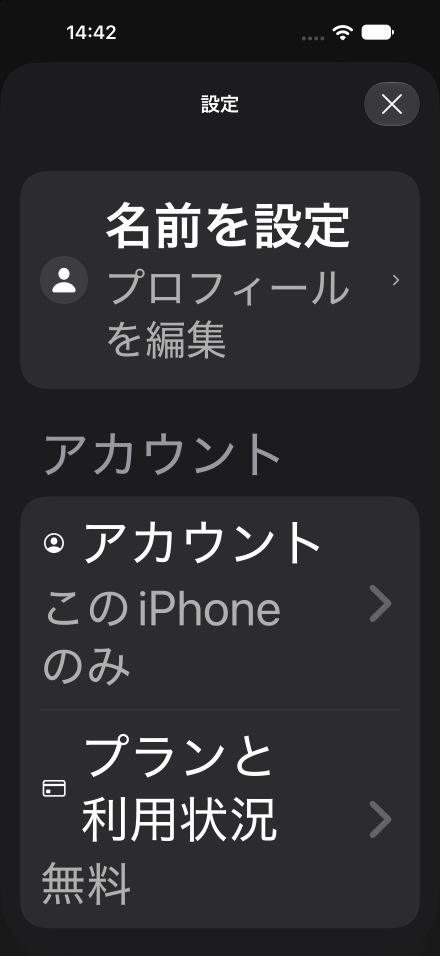 14:42
設定
名前を設定
プロフィール
を編集
アカウント
アカウント
この iPhone
のみ
プランと
利用状況
無料